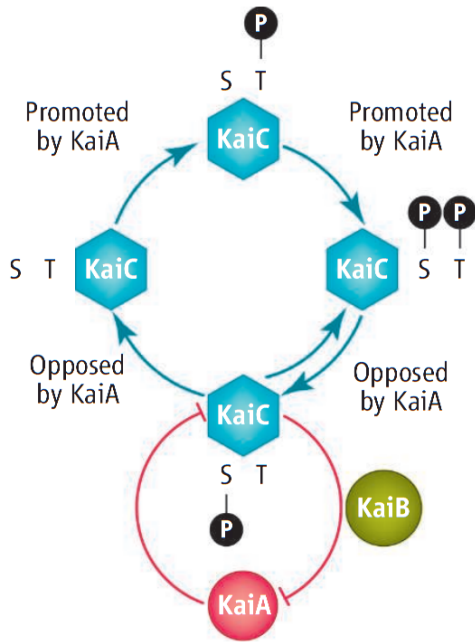 P
S T
Promoted
by KaiA
KaiC
Promoted
by KaiA
P P
S T
KaiC
KaiC
S T
Opposed
by KaiA
KaiC
Opposed
by KaiA
S T
P
KaiB
KaiA